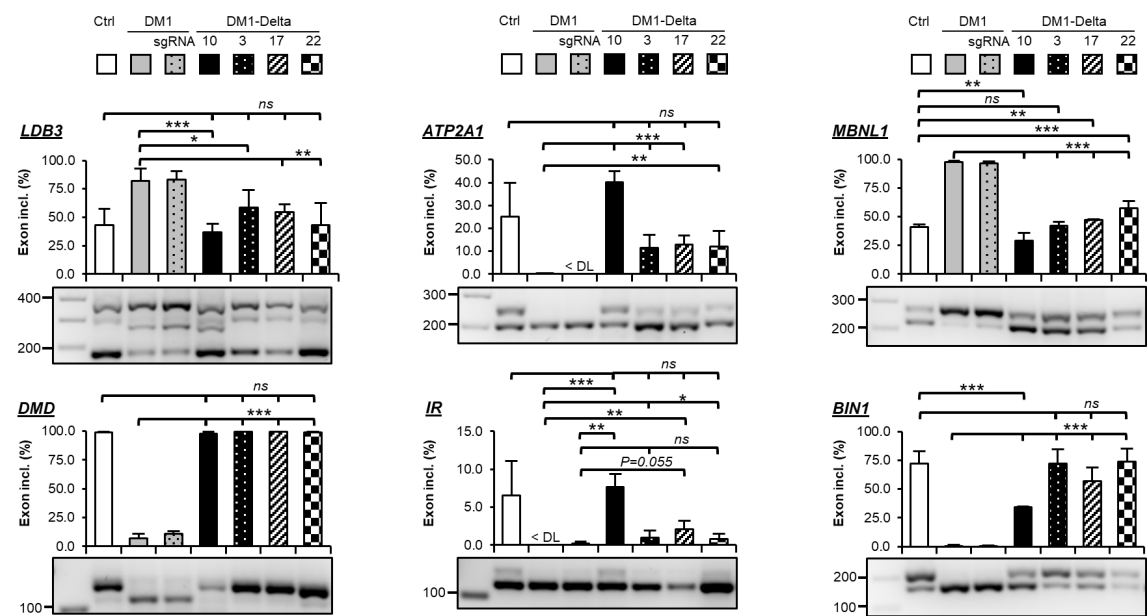 Ctrl DM1 DM1-Delta
sgRNA 10 3 17 22
Ctrl DM1 DM1-Delta
sgRNA 10 3 17 22
Ctrl DM1 DM1-Delta
sgRNA 10 3 17 22
LDB3
ns
***
*
**
Exon incl. (%)
100.0
75.0
50.0
25.0
0.0
400
200
ATP2A1
ns
***
**
Exon incl. (%)
50.0
40.0
30.0
20.0
10.0
0.0
< DL
300
200
MBNL1
**
ns
**
***
***
Exon incl. (%)
100.0
75.0
50.0
25.0
0.0
300
200
DMD
ns
***
Exon incl. (%)
100.0
75.0
50.0
25.0
0.0
100
IR
ns
***
*
**
**
ns
P=0.055
Exon incl. (%)
15.0
10.0
5.0
0.0
< DL
100
BIN1
***
ns
***
Exon incl. (%)
100.0
75.0
50.0
25.0
0.0
200
100